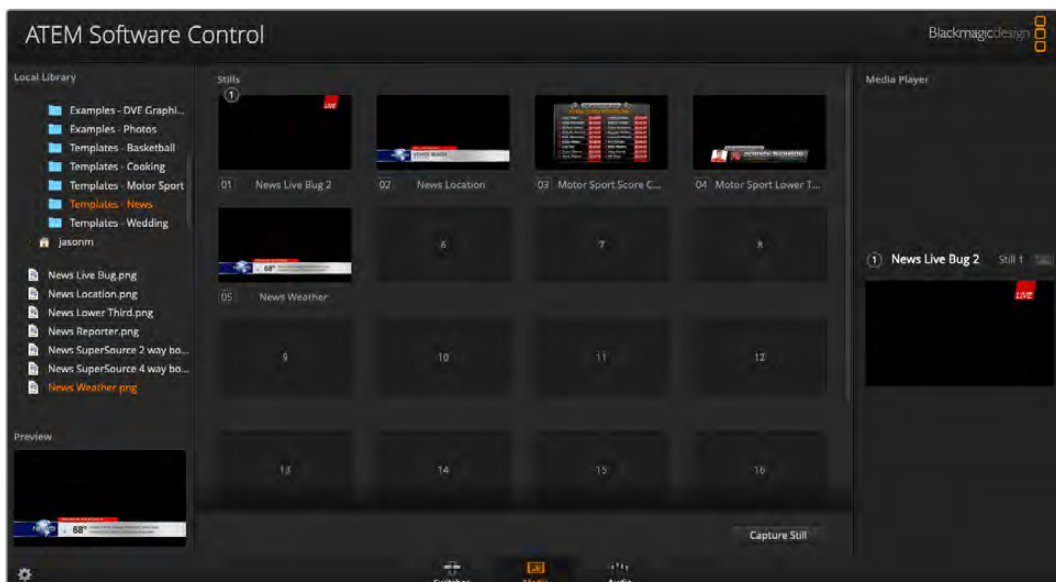 ATEM Software Control
Blackmagicdesign
Local Library
Examples - DVE Graphi...
Examples - Photos
Templates - Basketball
Templates - Cooking
Templates - Motor Sport
Templates - News
Templates - Wedding
jasonm
News Live Bug.png
News Location.png
News Lower Third.png
News Reporter.png
News SuperSource 2 way bo...
News SuperSource 4 way bo...
News Weather.png
Preview
68°
Stills
1
LIVE
VENICE BEACH
01 News Live Bug 2
02 News Location
03 Motor Sport Score C...
04 Motor Sport Lower T...
68°
05 News Weather
6
7
8
9
10
11
12
13
14
15
16
Capture Still
Media Player
1 News Live Bug 2 Still 1
LIVE
Switcher
Media
Audio